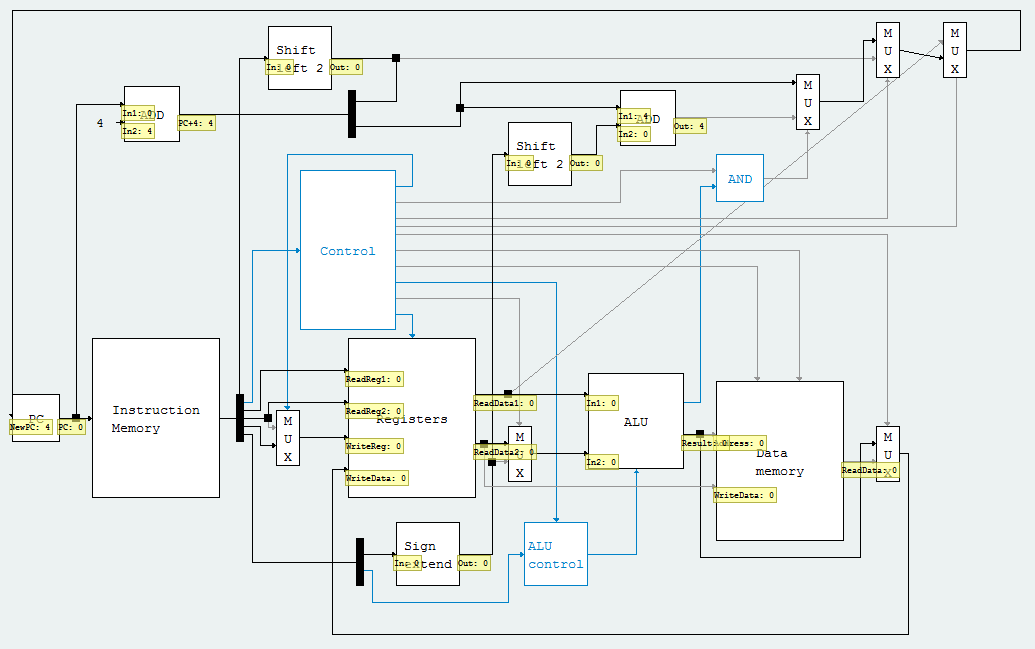 Shift
left 2
In: 0
Out: 0
M
U
X
M
U
X
M
U
X
4
ADD
In1: 0
In2: 4
PC+4: 4
ADD
In1: 4
In2: 0
Out: 4
Shift
left 2
In: 0
Out: 0
AND
Control
PC
NewPC: 4
PC: 0
Instruction
Memory
M
U
X
Registers
ReadReg1: 0
ReadReg2: 0
WriteReg: 0
WriteData: 0
ReadData1: 0
ReadData2: 0
M
U
X
ALU
In1: 0
In2: 0
Result: 0
Address: 0
Data
memory
WriteData: 0
ReadData: 0
M
U
X
Sign
extend
In: 0
Out: 0
ALU
control